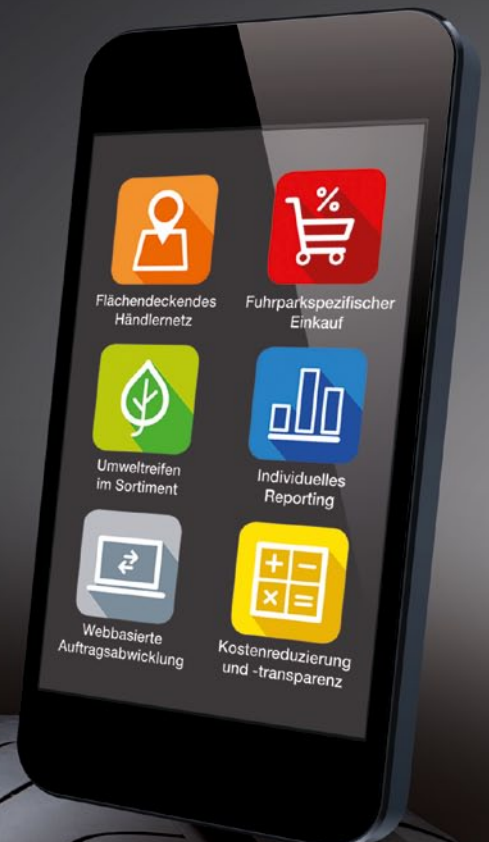 Flächendeckendes
Händlernetz
Fuhrparkspezifischer
Einkauf
Umweltreifen
im Sortiment
Individuelles
Reporting
Webbasierte
Auftragsabwicklung
Kostenreduzierung
und -transparenz